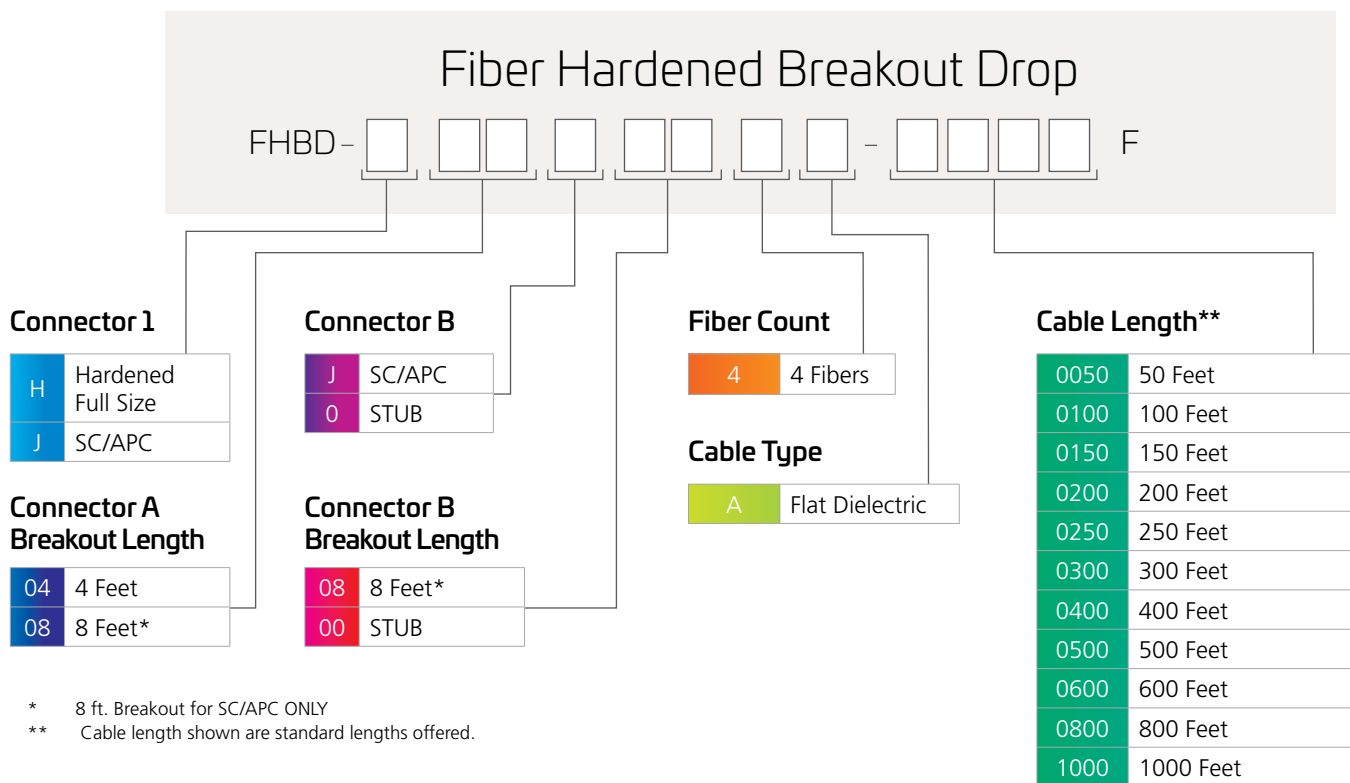 Fiber Hardened Breakout Drop
FHBD- - F
Connector 1
H Hardened
Full Size
J SC/APC
Connector A
Breakout Length
04 4 Feet
08 8 Feet*
Connector B
J SC/APC
0 STUB
Connector B
Breakout Length
08 8 Feet*
00 STUB
Fiber Count
4 4 Fibers
Cable Type
A Flat Dielectric
Cable Length**
0050 50 Feet
0100 100 Feet
0150 150 Feet
0200 200 Feet
0250 250 Feet
0300 300 Feet
0400 400 Feet
0500 500 Feet
0600 600 Feet
0800 800 Feet
1000 1000 Feet
* 8 ft. Breakout for SC/APC ONLY
** Cable length shown are standard lengths offered.